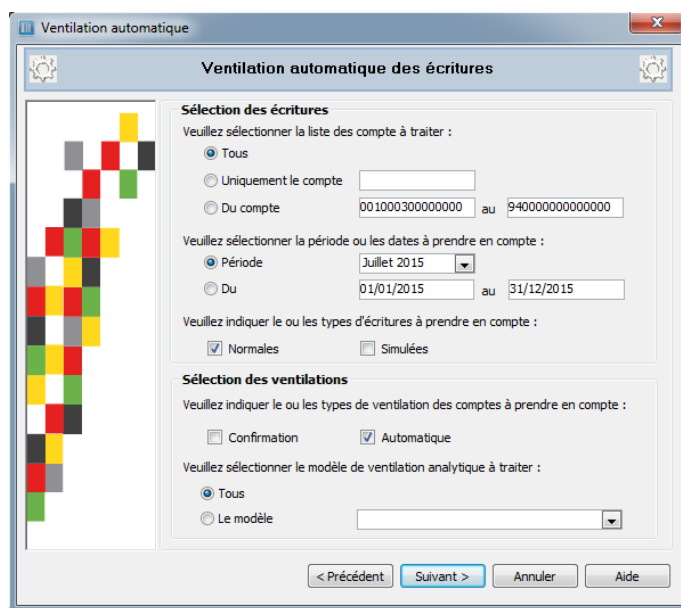 Ventilation automatique
Ventilation automatique des écritures
Sélection des écritures
Veuillez sélectionner la liste des compte à traiter :
Tous
Uniquement le compte
Du compte 001000300000000 au 940000000000000
Veuillez sélectionner la période ou les dates à prendre en compte :
Période Juillet 2015
Du 01/01/2015 au 31/12/2015
Veuillez indiquer le ou les types d'écritures à prendre en compte :
Normales Simulées
Sélection des ventilations
Veuillez indiquer le ou les types de ventilation des comptes à prendre en compte :
Confirmation Automatique
Veuillez sélectionner le modèle de ventilation analytique à traiter :
Tous
Le modèle
< Précédent Suivant > Annuler Aide